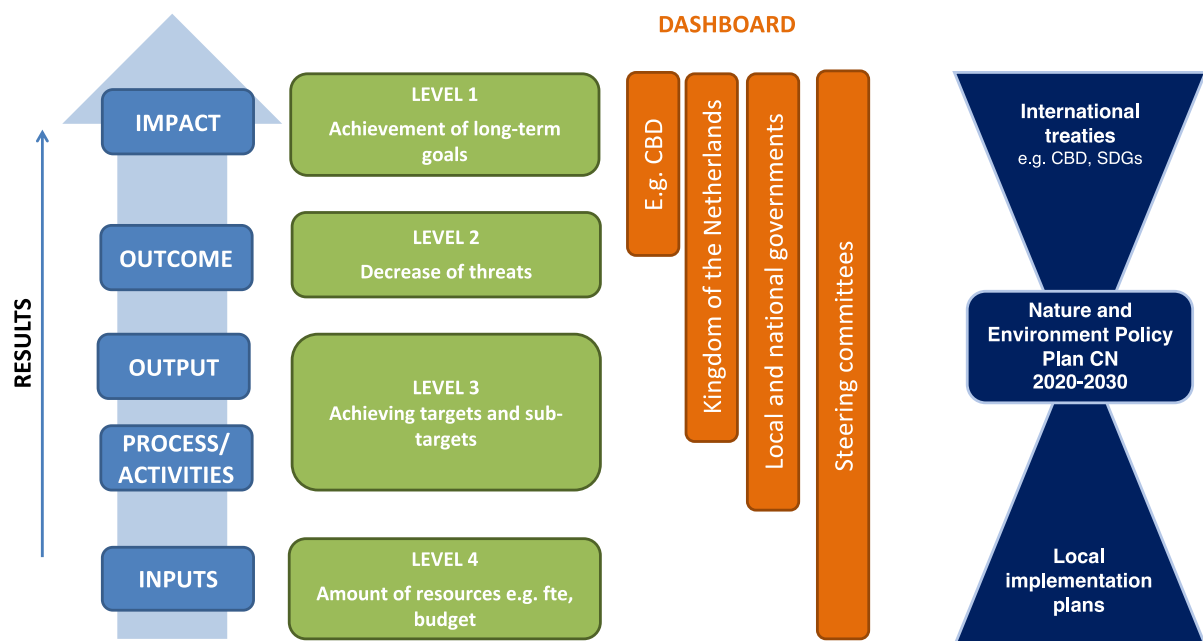 DASHBOARD
RESULTS
IMPACT
OUTCOME
OUTPUT
PROCESS/
ACTIVITIES
INPUTS
LEVEL 1
Achievement of long-term
goals
LEVEL 2
Decrease of threats
LEVEL 3
Achieving targets and sub-
targets
LEVEL 4
Amount of resources e.g. fte,
budget
E.g. CBD
Kingdom of the Netherlands
Local and national governments
Steering committees
International
treaties
e.g. CBD, SDGs
Nature and
Environment Policy
Plan CN
2020-2030
Local
implementation
plans